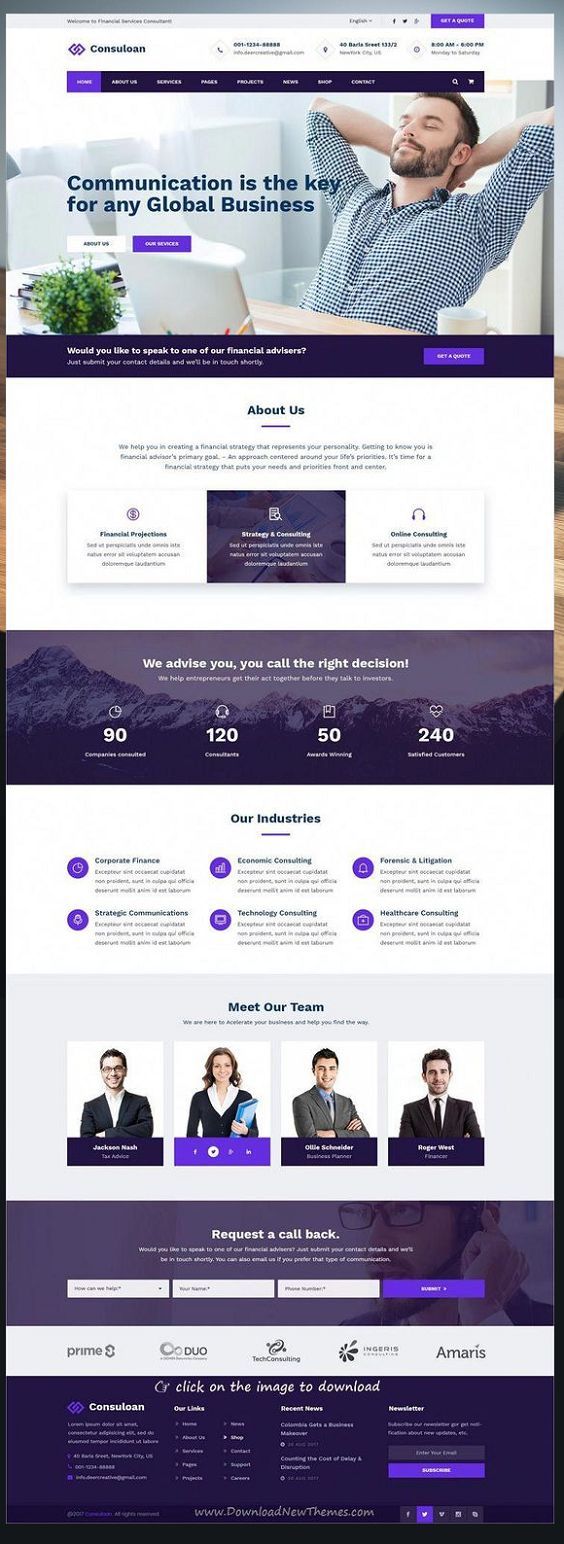 Welcome to Financial Services Consultant!
English
GET A QUOTE
Consuloan
001-1234-88888
info.deercreative@gmail.com
40 Baria Sreet 133/2
NewYork City, US
8:00 AM - 6:00 PM
Monday to Saturday
HOME ABOUT US SERVICES PAGES PROJECTS NEWS SHOP CONTACT
Communication is the key
for any Global Business
ABOUT US
OUR SEVICES
Would you like to speak to one of our financial advisers?
Just submit your contact details and we'll be in touch shortly.
GET A QUOTE
About Us
We help you in creating a financial strategy that represents your personality. Getting to know you is
financial advisor's primary goal. – An approach centered around your life's priorities. It's time for a
financial strategy that puts your needs and priorities front and center.
Financial Projections
Sed ut perspiciatis unde omnis iste
natus error sit voluptatem accusan
doloremque laudantium
Strategy & Consulting
Sed ut perspiciatis unde omnis iste
natus error sit voluptatem accusan
doloremque laudantium
Online Consulting
Sed ut perspiciatis unde omnis iste
natus error sit voluptatem accusan
doloremque laudantium
We advise you, you call the right decision!
We help entrepreneurs get their act together before they talk to investors.
90
Companies consulted
120
Consultants
50
Awards Winning
240
Satisfied Customers
Our Industries
Corporate Finance
Excepteur sint occaecat cupidatat
non proident, sunt in culpa qui officia
deserunt mollit anim id est laborum
Economic Consulting
Excepteur sint occaecat cupidatat
non proident, sunt in culpa qui officia
deserunt mollit anim id est laborum
Forensic & Litigation
Excepteur sint occaecat cupidatat
non proident, sunt in culpa qui officia
deserunt mollit anim id est laborum
Strategic Communications
Excepteur sint occaecat cupidatat
non proident, sunt in culpa qui officia
deserunt mollit anim id est laborum
Technology Consulting
Excepteur sint occaecat cupidatat
non proident, sunt in culpa qui officia
deserunt mollit anim id est laborum
Healthcare Consulting
Excepteur sint occaecat cupidatat
non proident, sunt in culpa qui officia
deserunt mollit anim id est laborum
Meet Our Team
We are here to Acelerate your business and help you find the way.
Jackson Nash
Tax Advice
Ollie Schneider
Business Planner
Roger West
Financer
Request a call back.
Would you like to speak to one of our financial advisers? Just submit your contact details and we'll
be in touch shortly. You can also email us if you prefer that type of communication.
How can we help:*
Your Name:*
Phone Number:*
SUBMIT
prime
DUO
TechConsulting
INGERIS
CONSULTING
Amaris
click on the image to download
Consuloan
Lorem ipsum dolor sit amet,
consectetur adipisicing elit, sed do
eiusmod tempor incididunt ut labore
40 Baria Sreet, NewYork City, US
001-1234-88888
info.deercreative@gmail.com
Our Links
Home
About Us
Services
Pages
Projects
News
Shop
Contact
Support
Careers
Recent News
Colombia Gets a Business
Makeover
20 AUG 2017
Counting the Cost of Delay &
Disruption
20 AUG 2017
Newsletter
Subscribe our newsletter gor get noti-
fication about new updates, etc.
Enter Your Email
SUBSCRIBE
@2017 Consuloan. All rights reserved
www.DownloadNewThemes.com